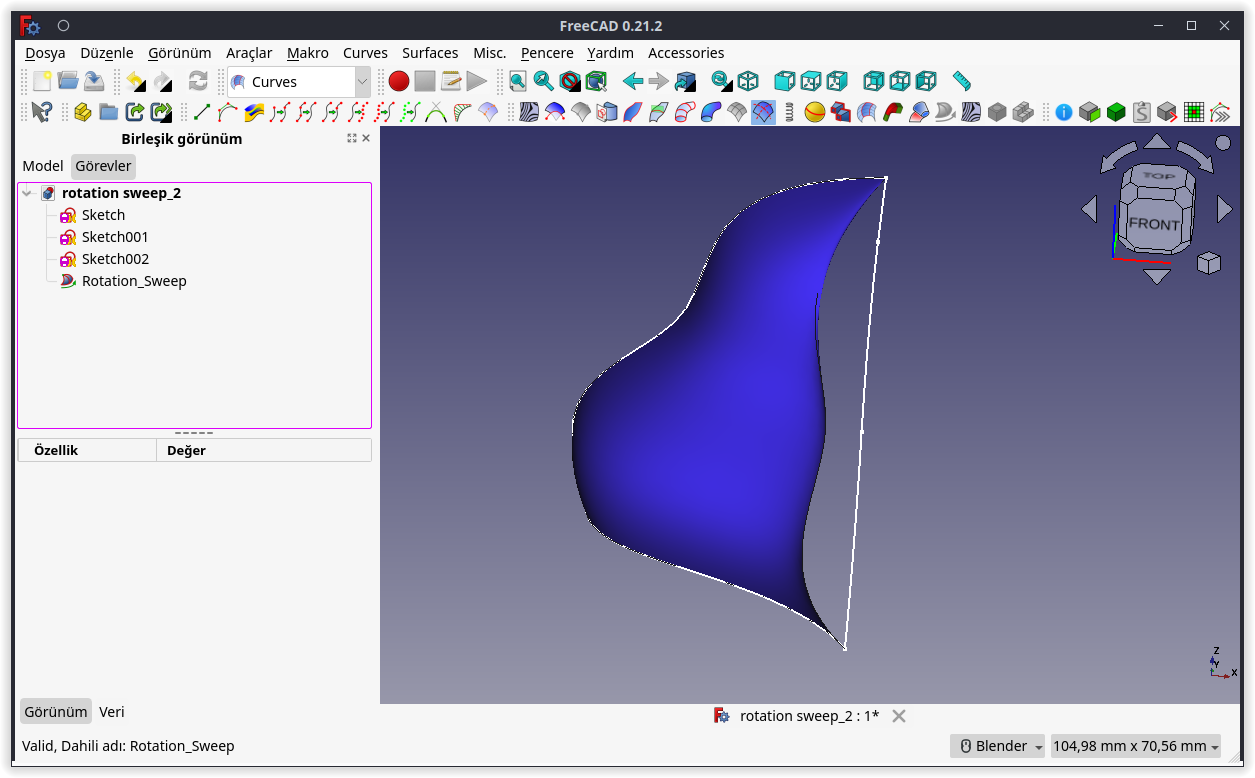 FreeCAD 0.21.2
Dosya Düzenle Görünüm Araçlar Makro Curves Surfaces Misc. Pencere Yardım Accessories
Curves
Birleşik görünüm
Model Görevler
rotation sweep_2
Sketch
Sketch001
Sketch002
Rotation_Sweep
Özellik Değer
TOP
FRONT
Z
Y
X
Görünüm Veri
rotation sweep_2 : 1*
Valid, Dahili adı: Rotation_Sweep
Blender 104,98 mm x 70,56 mm